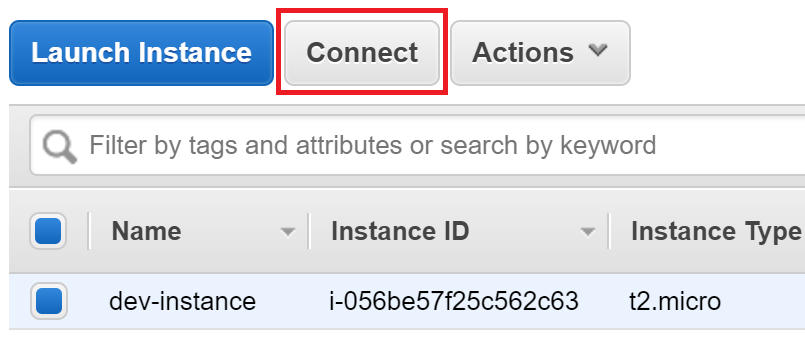 Launch Instance Connect Actions
Filter by tags and attributes or search by keyword
Name Instance ID Instance Type
dev-instance i-056be57f25c562c63 t2.micro